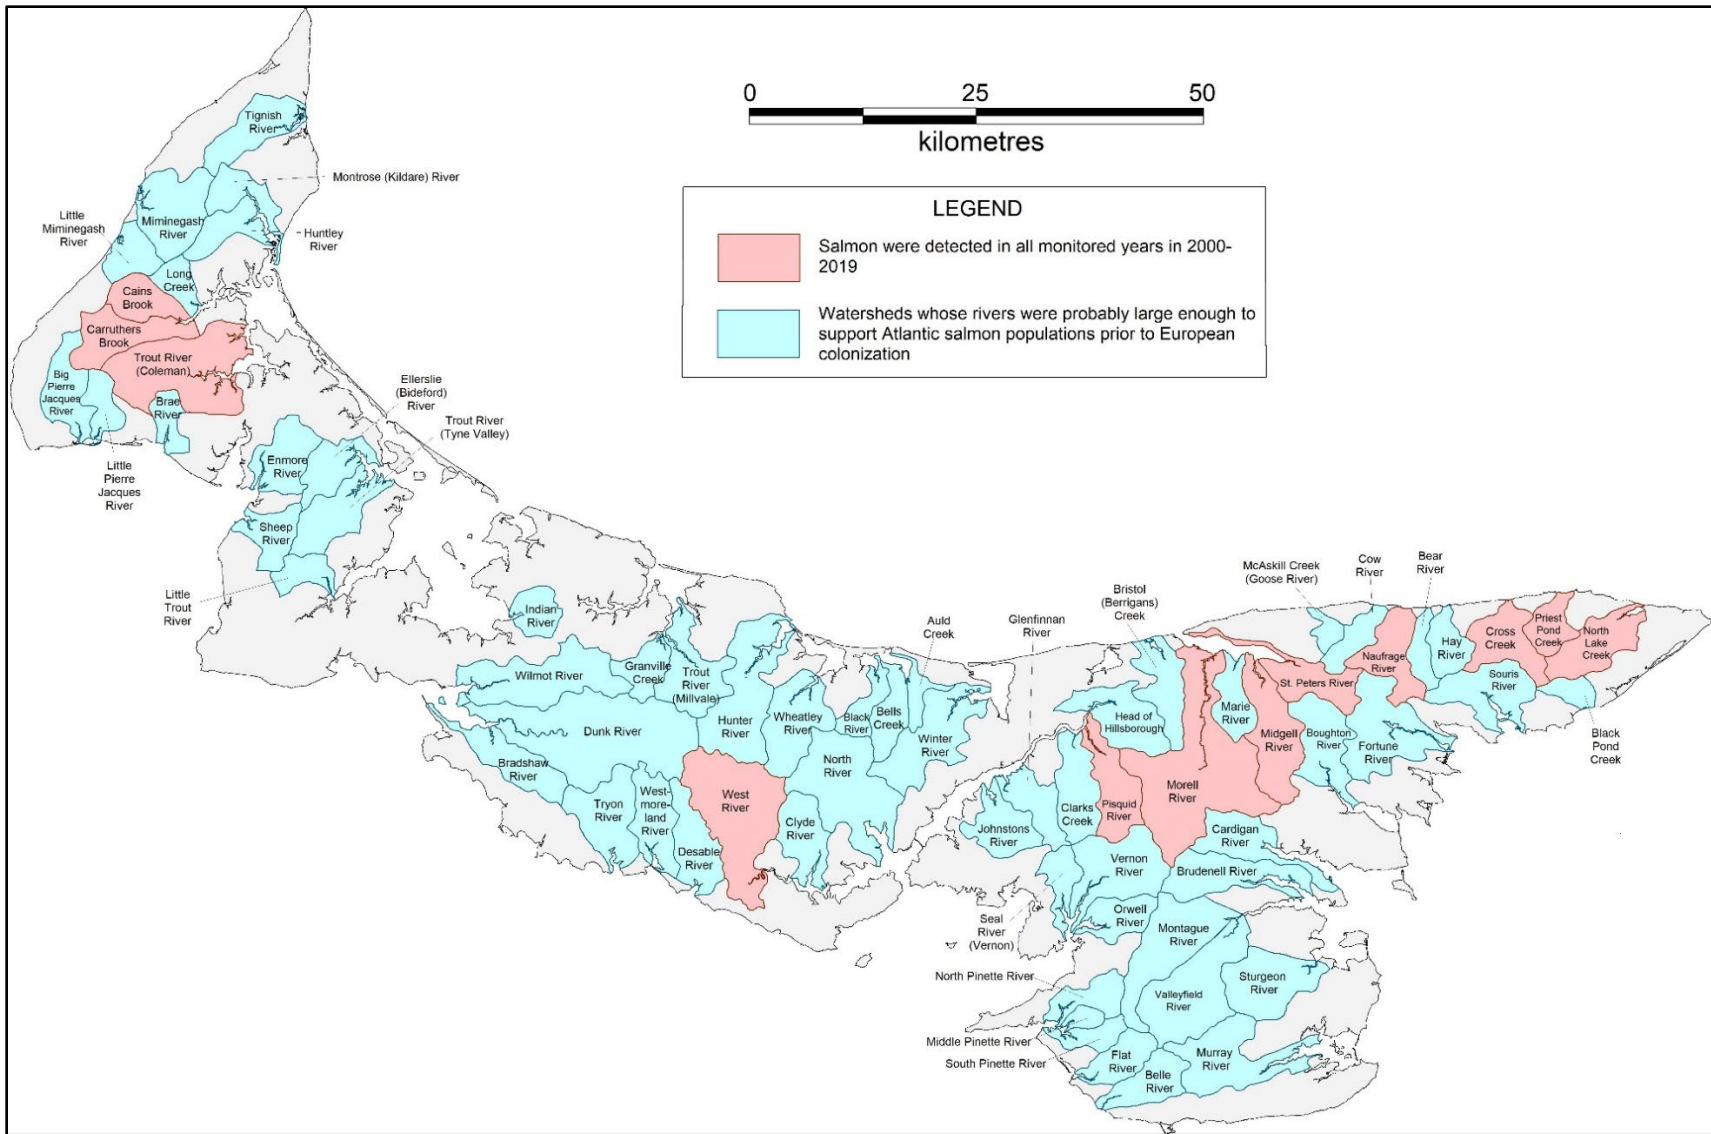 0 25 50
kilometres
LEGEND
Salmon were detected in all monitored years in 2000-
2019
Watersheds whose rivers were probably large enough to
support Atlantic salmon populations prior to European
colonization
Tignish
River
Montrose (Kildare) River
Little
Miminegash
River
Miminegash
River
Huntley
River
Long
Creek
Cains
Brook
Carruthers
Brook
Trout River
(Coleman)
Big
Pierre
Jacques
River
Brae
River
Little
Pierre
Jacques
River
Ellerslie
(Bideford)
River
Trout River
(Tyne Valley)
Enmore
River
Sheep
River
Little
Trout
River
Indian
River
Wilmot River
Granville
Creek
Trout
River
(Millvale)
Dunk River
Hunter
River
Wheatley
River
Black
River
Bells
Creek
Auld
Creek
Winter
River
North
River
Bradshaw
River
Tryon
River
West-
more-
land
River
Desable
River
West
River
Clyde
River
Glenfinnan
River
Bristol
(Berrigans)
Creek
McAskill Creek
(Goose River)
Cow
River
Bear
River
Hay
River
Cross
Creek
Priest
Pond
Creek
North
Lake
Creek
Naufrage
River
St. Peters River
Souris
River
Black
Pond
Creek
Head of
Hillsborough
Marie
River
Midgell
River
Boughton
River
Fortune
River
Morell
River
Pisquid
River
Clarks
Creek
Johnstons
River
Cardigan
River
Vernon
River
Brudenell River
Seal
River
(Vernon)
Orwell
River
Montague
River
North Pinette River
Sturgeon
River
Valleyfield
River
Middle Pinette River
South Pinette River
Flat
River
Belle
River
Murray
River